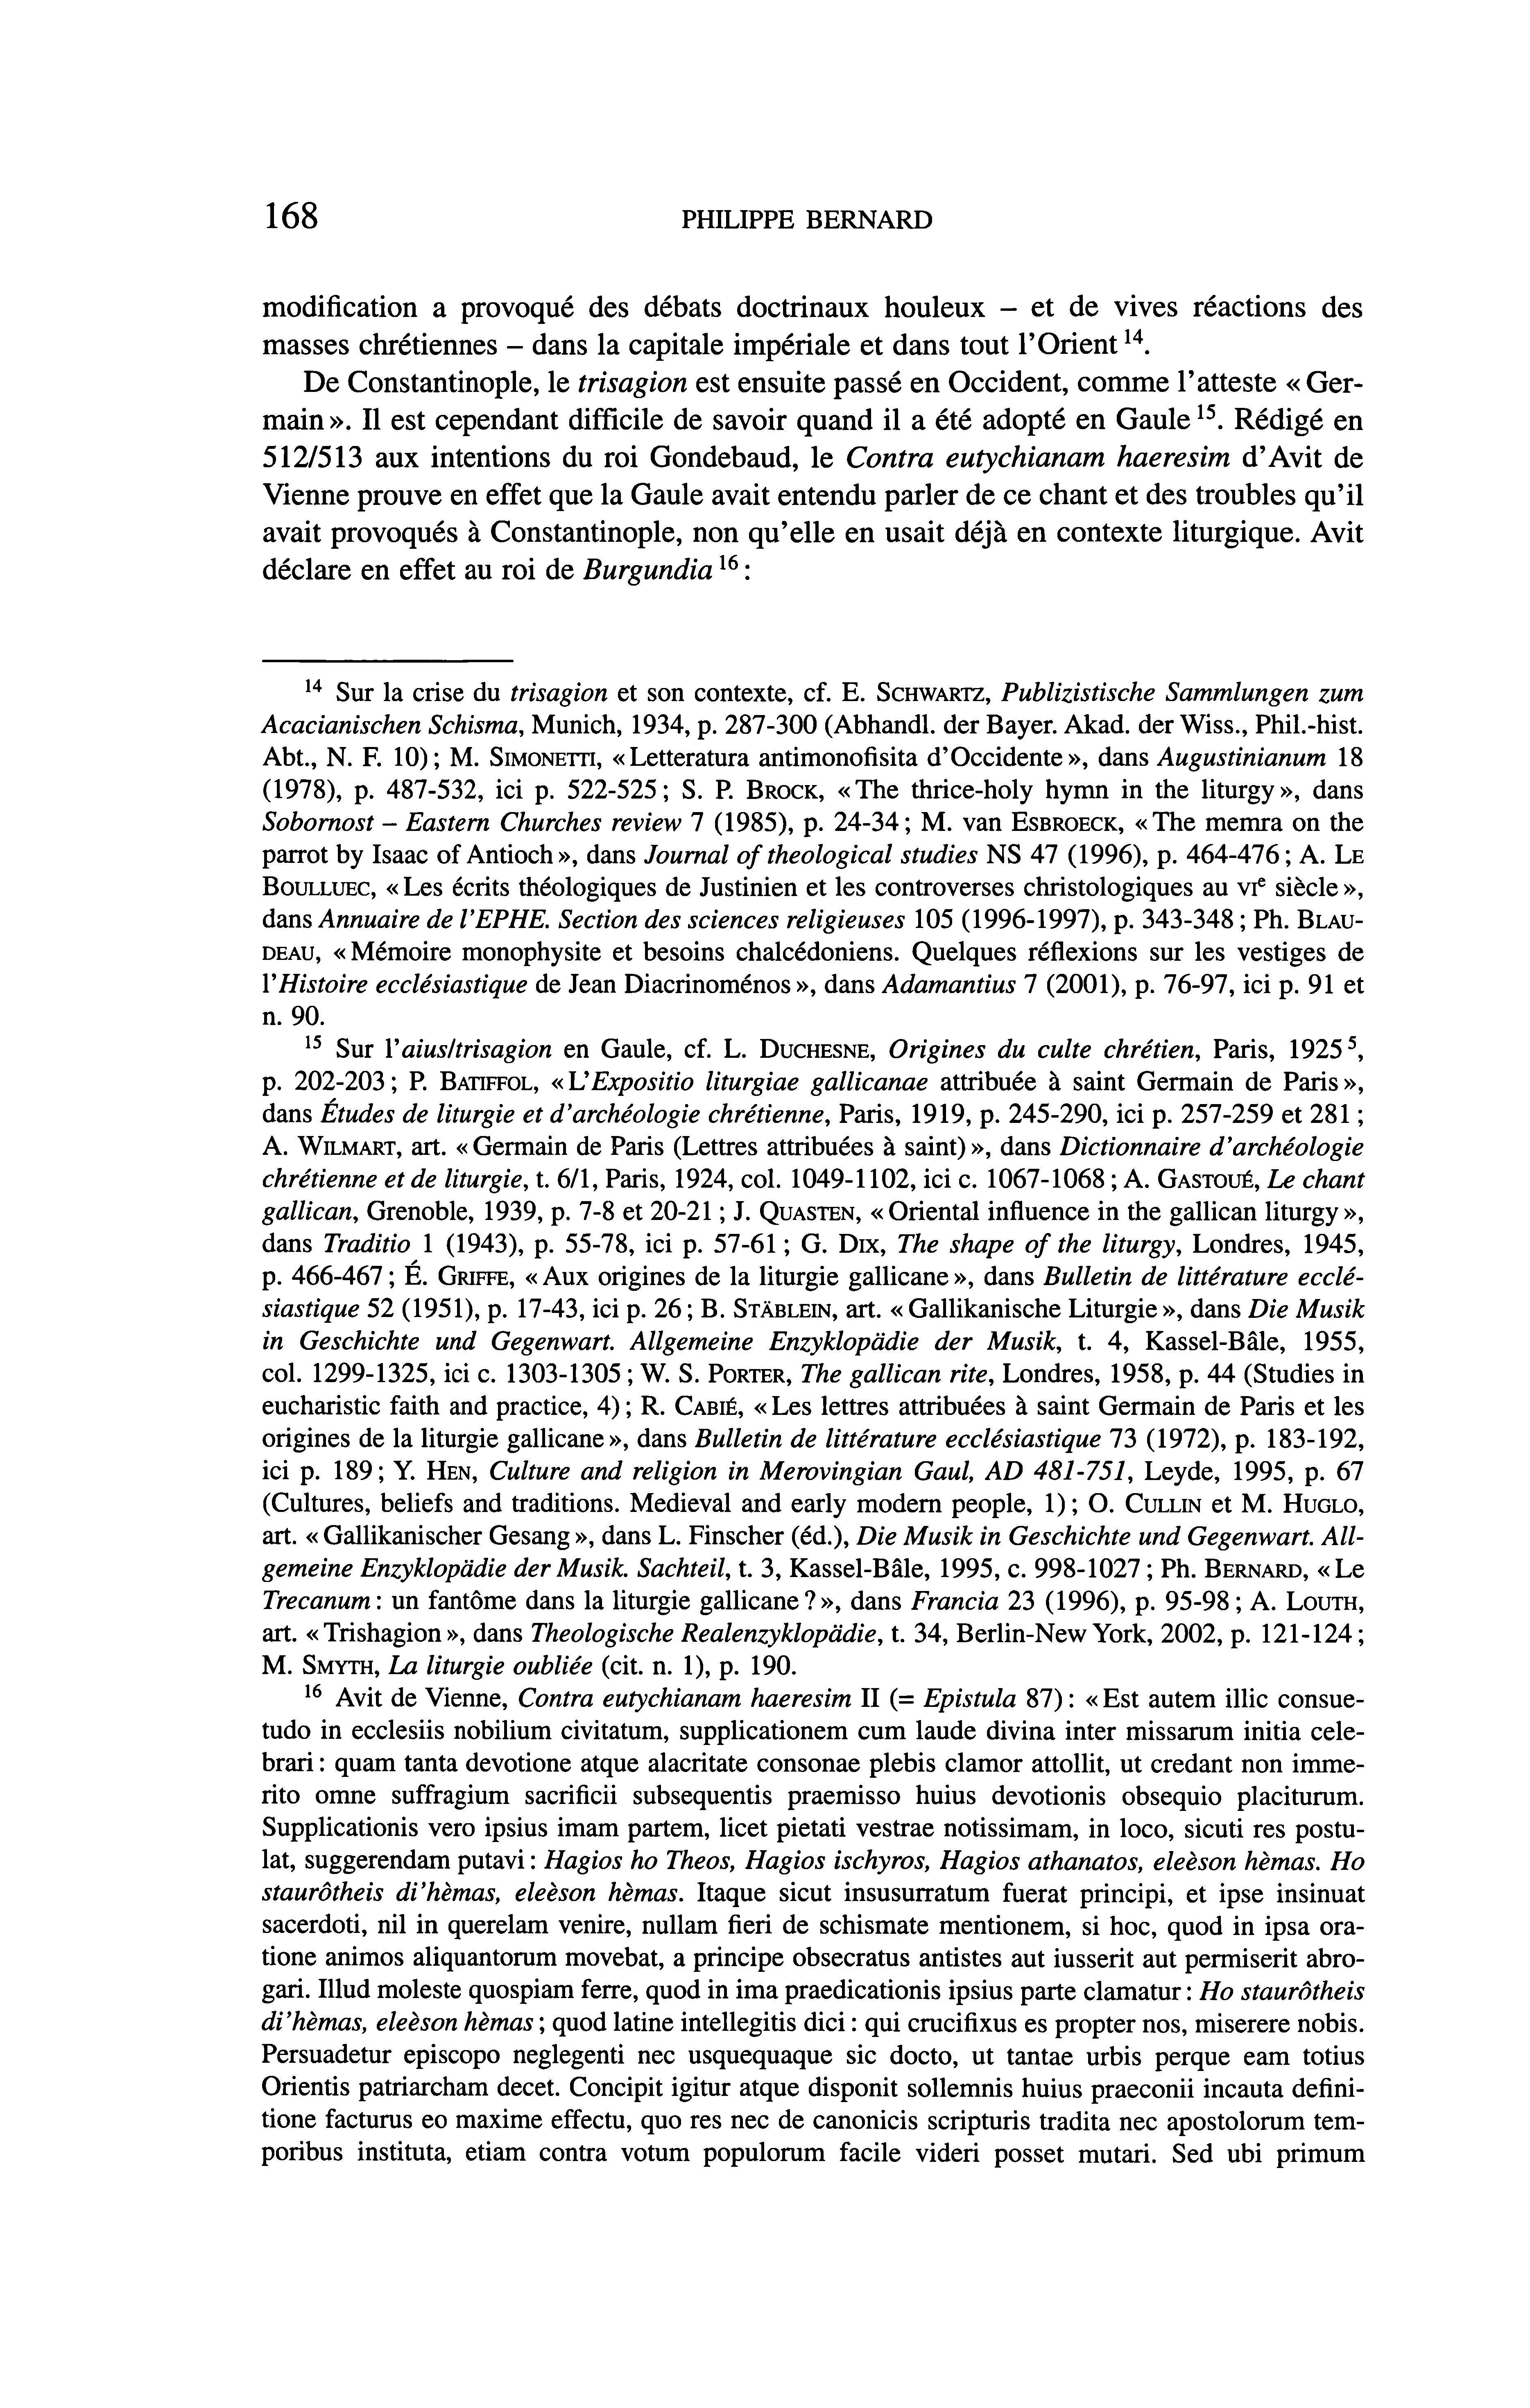 168 PHILIPPE BERNARD
modification a provoqué des débats doctrinaux houleux – et de vives réactions des
masses chrétiennes – dans la capitale impériale et dans tout l'Orient 14.
De Constantinople, le trisagion est ensuite passé en Occident, comme l'atteste « Ger-
main ». Il est cependant difficile de savoir quand il a été adopté en Gaule 15. Rédigé en
512/513 aux intentions du roi Gondebaud, le Contra eutychianam haeresim d'Avit de
Vienne prouve en effet que la Gaule avait entendu parler de ce chant et des troubles qu'il
avait provoqués à Constantinople, non qu'elle en usait déjà en contexte liturgique. Avit
déclare en effet au roi de Burgundia 16 :
14 Sur la crise du trisagion et son contexte, cf. E. SCHWARTZ, Publizistische Sammlungen zum
Acacianischen Schisma, Munich, 1934, p. 287-300 (Abhandl. der Bayer. Akad. der Wiss., Phil.-hist.
Abt., N. F. 10) ; M. SIMONETTI, « Letteratura antimonofisita d'Occidente », dans Augustinianum 18
(1978), p. 487-532, ici p. 522-525 ; S. P. BROCK, « The thrice-holy hymn in the liturgy », dans
Sobornost – Eastern Churches review 7 (1985), p. 24-34 ; M. van ESBROECK, « The memra on the
parrot by Isaac of Antioch », dans Journal of theological studies NS 47 (1996), p. 464-476 ; A. LE
BOULLUEC, « Les écrits théologiques de Justinien et les controverses christologiques au VIe siècle »,
dans Annuaire de l'EPHE. Section des sciences religieuses 105 (1996-1997), p. 343-348 ; Ph. BLAU-
DEAU, « Mémoire monophysite et besoins chalcédoniens. Quelques réflexions sur les vestiges de
l'Histoire ecclésiastique de Jean Diacrinoménos », dans Adamantius 7 (2001), p. 76-97, ici p. 91 et
n. 90.
15 Sur l'aius/trisagion en Gaule, cf. L. DUCHESNE, Origines du culte chrétien, Paris, 1925 5,
p. 202-203 ; P. BATIFFOL, « L'Expositio liturgiae gallicanae attribuée à saint Germain de Paris »,
dans Études de liturgie et d'archéologie chrétienne, Paris, 1919, p. 245-290, ici p. 257-259 et 281 ;
A. WILMART, art. « Germain de Paris (Lettres attribuées à saint) », dans Dictionnaire d'archéologie
chrétienne et de liturgie, t. 6/1, Paris, 1924, col. 1049-1102, ici c. 1067-1068 ; A. GASTOUÉ, Le chant
gallican, Grenoble, 1939, p. 7-8 et 20-21 ; J. QUASTEN, « Oriental influence in the gallican liturgy »,
dans Traditio 1 (1943), p. 55-78, ici p. 57-61 ; G. DIX, The shape of the liturgy, Londres, 1945,
p. 466-467 ; É. GRIFFE, « Aux origines de la liturgie gallicane », dans Bulletin de littérature ecclé-
siastique 52 (1951), p. 17-43, ici p. 26 ; B. STÄBLEIN, art. « Gallikanische Liturgie », dans Die Musik
in Geschichte und Gegenwart. Allgemeine Enzyklopädie der Musik, t. 4, Kassel-Bâle, 1955,
col. 1299-1325, ici c. 1303-1305 ; W. S. PORTER, The gallican rite, Londres, 1958, p. 44 (Studies in
eucharistic faith and practice, 4) ; R. CABIÉ, « Les lettres attribuées à saint Germain de Paris et les
origines de la liturgie gallicane », dans Bulletin de littérature ecclésiastique 73 (1972), p. 183-192,
ici p. 189 ; Y. HEN, Culture and religion in Merovingian Gaul, AD 481-751, Leyde, 1995, p. 67
(Cultures, beliefs and traditions. Medieval and early modern people, 1) ; O. CULLIN et M. HUGLO,
art. « Gallikanischer Gesang », dans L. Finscher (éd.), Die Musik in Geschichte und Gegenwart. All-
gemeine Enzyklopädie der Musik. Sachteil, t. 3, Kassel-Bâle, 1995, c. 998-1027 ; Ph. BERNARD, « Le
Trecanum : un fantôme dans la liturgie gallicane ? », dans Francia 23 (1996), p. 95-98 ; A. LOUTH,
art. « Trishagion », dans Theologische Realenzyklopädie, t. 34, Berlin-New York, 2002, p. 121-124 ;
M. SMYTH, La liturgie oubliée (cit. n. 1), p. 190.
16 Avit de Vienne, Contra eutychianam haeresim II (= Epistula 87) : « Est autem illic consue-
tudo in ecclesiis nobilium civitatum, supplicationem cum laude divina inter missarum initia cele-
brari : quam tanta devotione atque alacritate consonae plebis clamor attollit, ut credant non imme-
rito omne suffragium sacrificii subsequentis praemisso huius devotionis obsequio placiturum.
Supplicationis vero ipsius imam partem, licet pietati vestrae notissimam, in loco, sicuti res postu-
lat, suggerendam putavi : Hagios ho Theos, Hagios ischyros, Hagios athanatos, eleèson hèmas. Ho
staurôtheis di'hèmas, eleèson hèmas. Itaque sicut insusurratum fuerat principi, et ipse insinuat
sacerdoti, nil in querelam venire, nullam fieri de schismate mentionem, si hoc, quod in ipsa ora-
tione animos aliquantorum movebat, a principe obsecratus antistes aut iusserit aut permiserit abro-
gari. Illud moleste quospiam ferre, quod in ima praedicationis ipsius parte clamatur : Ho staurôtheis
di'hèmas, eleèson hèmas ; quod latine intellegitis dici : qui crucifixus es propter nos, miserere nobis.
Persuadetur episcopo neglegenti nec usquequaque sic docto, ut tantae urbis perque eam totius
Orientis patriarcham decet. Concipit igitur atque disponit sollemnis huius praeconii incauta defini-
tione facturus eo maxime effectu, quo res nec de canonicis scripturis tradita nec apostolorum tem-
poribus instituta, etiam contra votum populorum facile videri posset mutari. Sed ubi primum